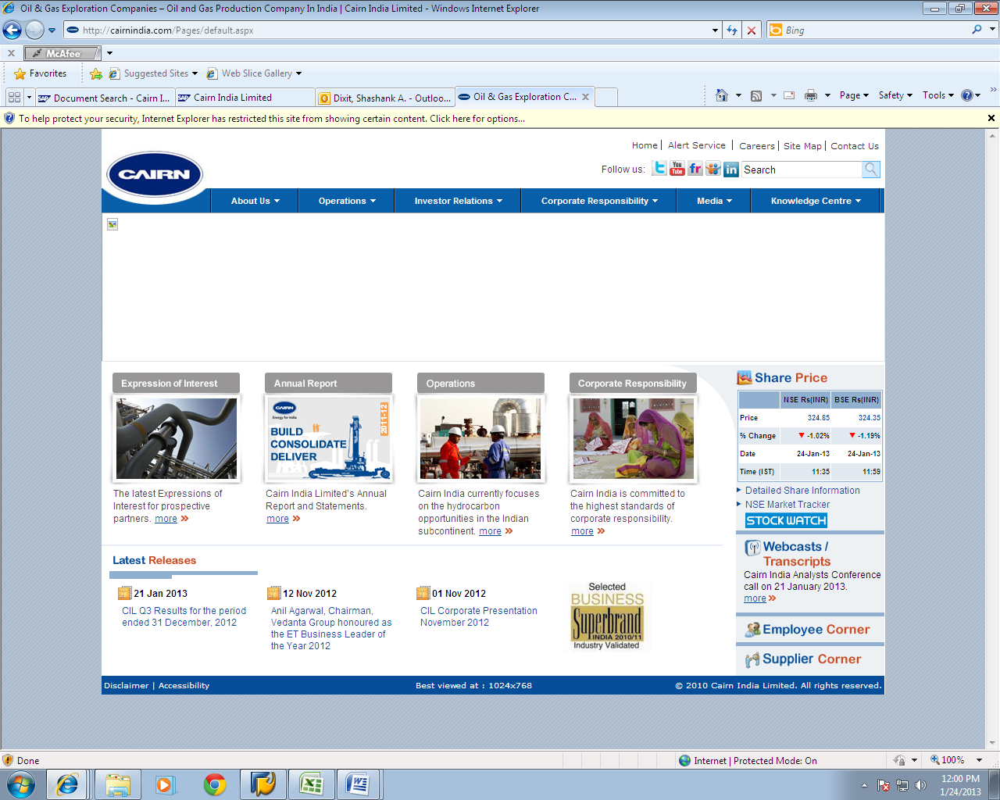 Oil & Gas Exploration Companies – Oil and Gas Production Company In India | Cairn India Limited - Windows Internet Explorer
http://cairnindia.com/Pages/default.aspx
Bing
McAfee
Favorites
Suggested Sites
Web Slice Gallery
Document Search - Cairn I...
Cairn India Limited
Dixit, Shashank A. - Outloo...
Oil & Gas Exploration C...
Page
Safety
Tools
To help protect your security, Internet Explorer has restricted this site from showing certain content. Click here for options...
Home | Alert Service | Careers | Site Map | Contact Us
CAIRN
Follow us:
You Tube
Search
About Us
Operations
Investor Relations
Corporate Responsibility
Media
Knowledge Centre
Expression of Interest
The latest Expressions of
Interest for prospective
partners. more
Annual Report
CAIRN
Energy for India
2011-12
BUILD
CONSOLIDATE
DELIVER
Cairn India Limited's Annual
Report and Statements.
more
Operations
Cairn India currently focuses
on the hydrocarbon
opportunities in the Indian
subcontinent. more
Corporate Responsibility
Cairn India is committed to
the highest standards of
corporate responsibility.
more
Share Price
NSE Rs(INR) BSE Rs(INR)
Price 324.85 324.35
% Change -1.02% -1.19%
Date 24-Jan-13 24-Jan-13
Time (IST) 11:35 11:59
Detailed Share Information
NSE Market Tracker
STOCK WATCH
Webcasts /
Transcripts
Cairn India Analysts Conference
call on 21 January 2013.
more
Employee Corner
Supplier Corner
Latest Releases
21 Jan 2013
CIL Q3 Results for the period
ended 31 December, 2012
12 Nov 2012
Anil Agarwal, Chairman,
Vedanta Group honoured as
the ET Business Leader of
the Year 2012
01 Nov 2012
CIL Corporate Presentation
November 2012
Selected
BUSINESS
Superbrand
INDIA 2010/11
Industry Validated
Disclaimer | Accessibility
Best viewed at : 1024x768
© 2010 Cairn India Limited. All rights reserved.
Done
Internet | Protected Mode: On
100%
12:00 PM
1/24/2013